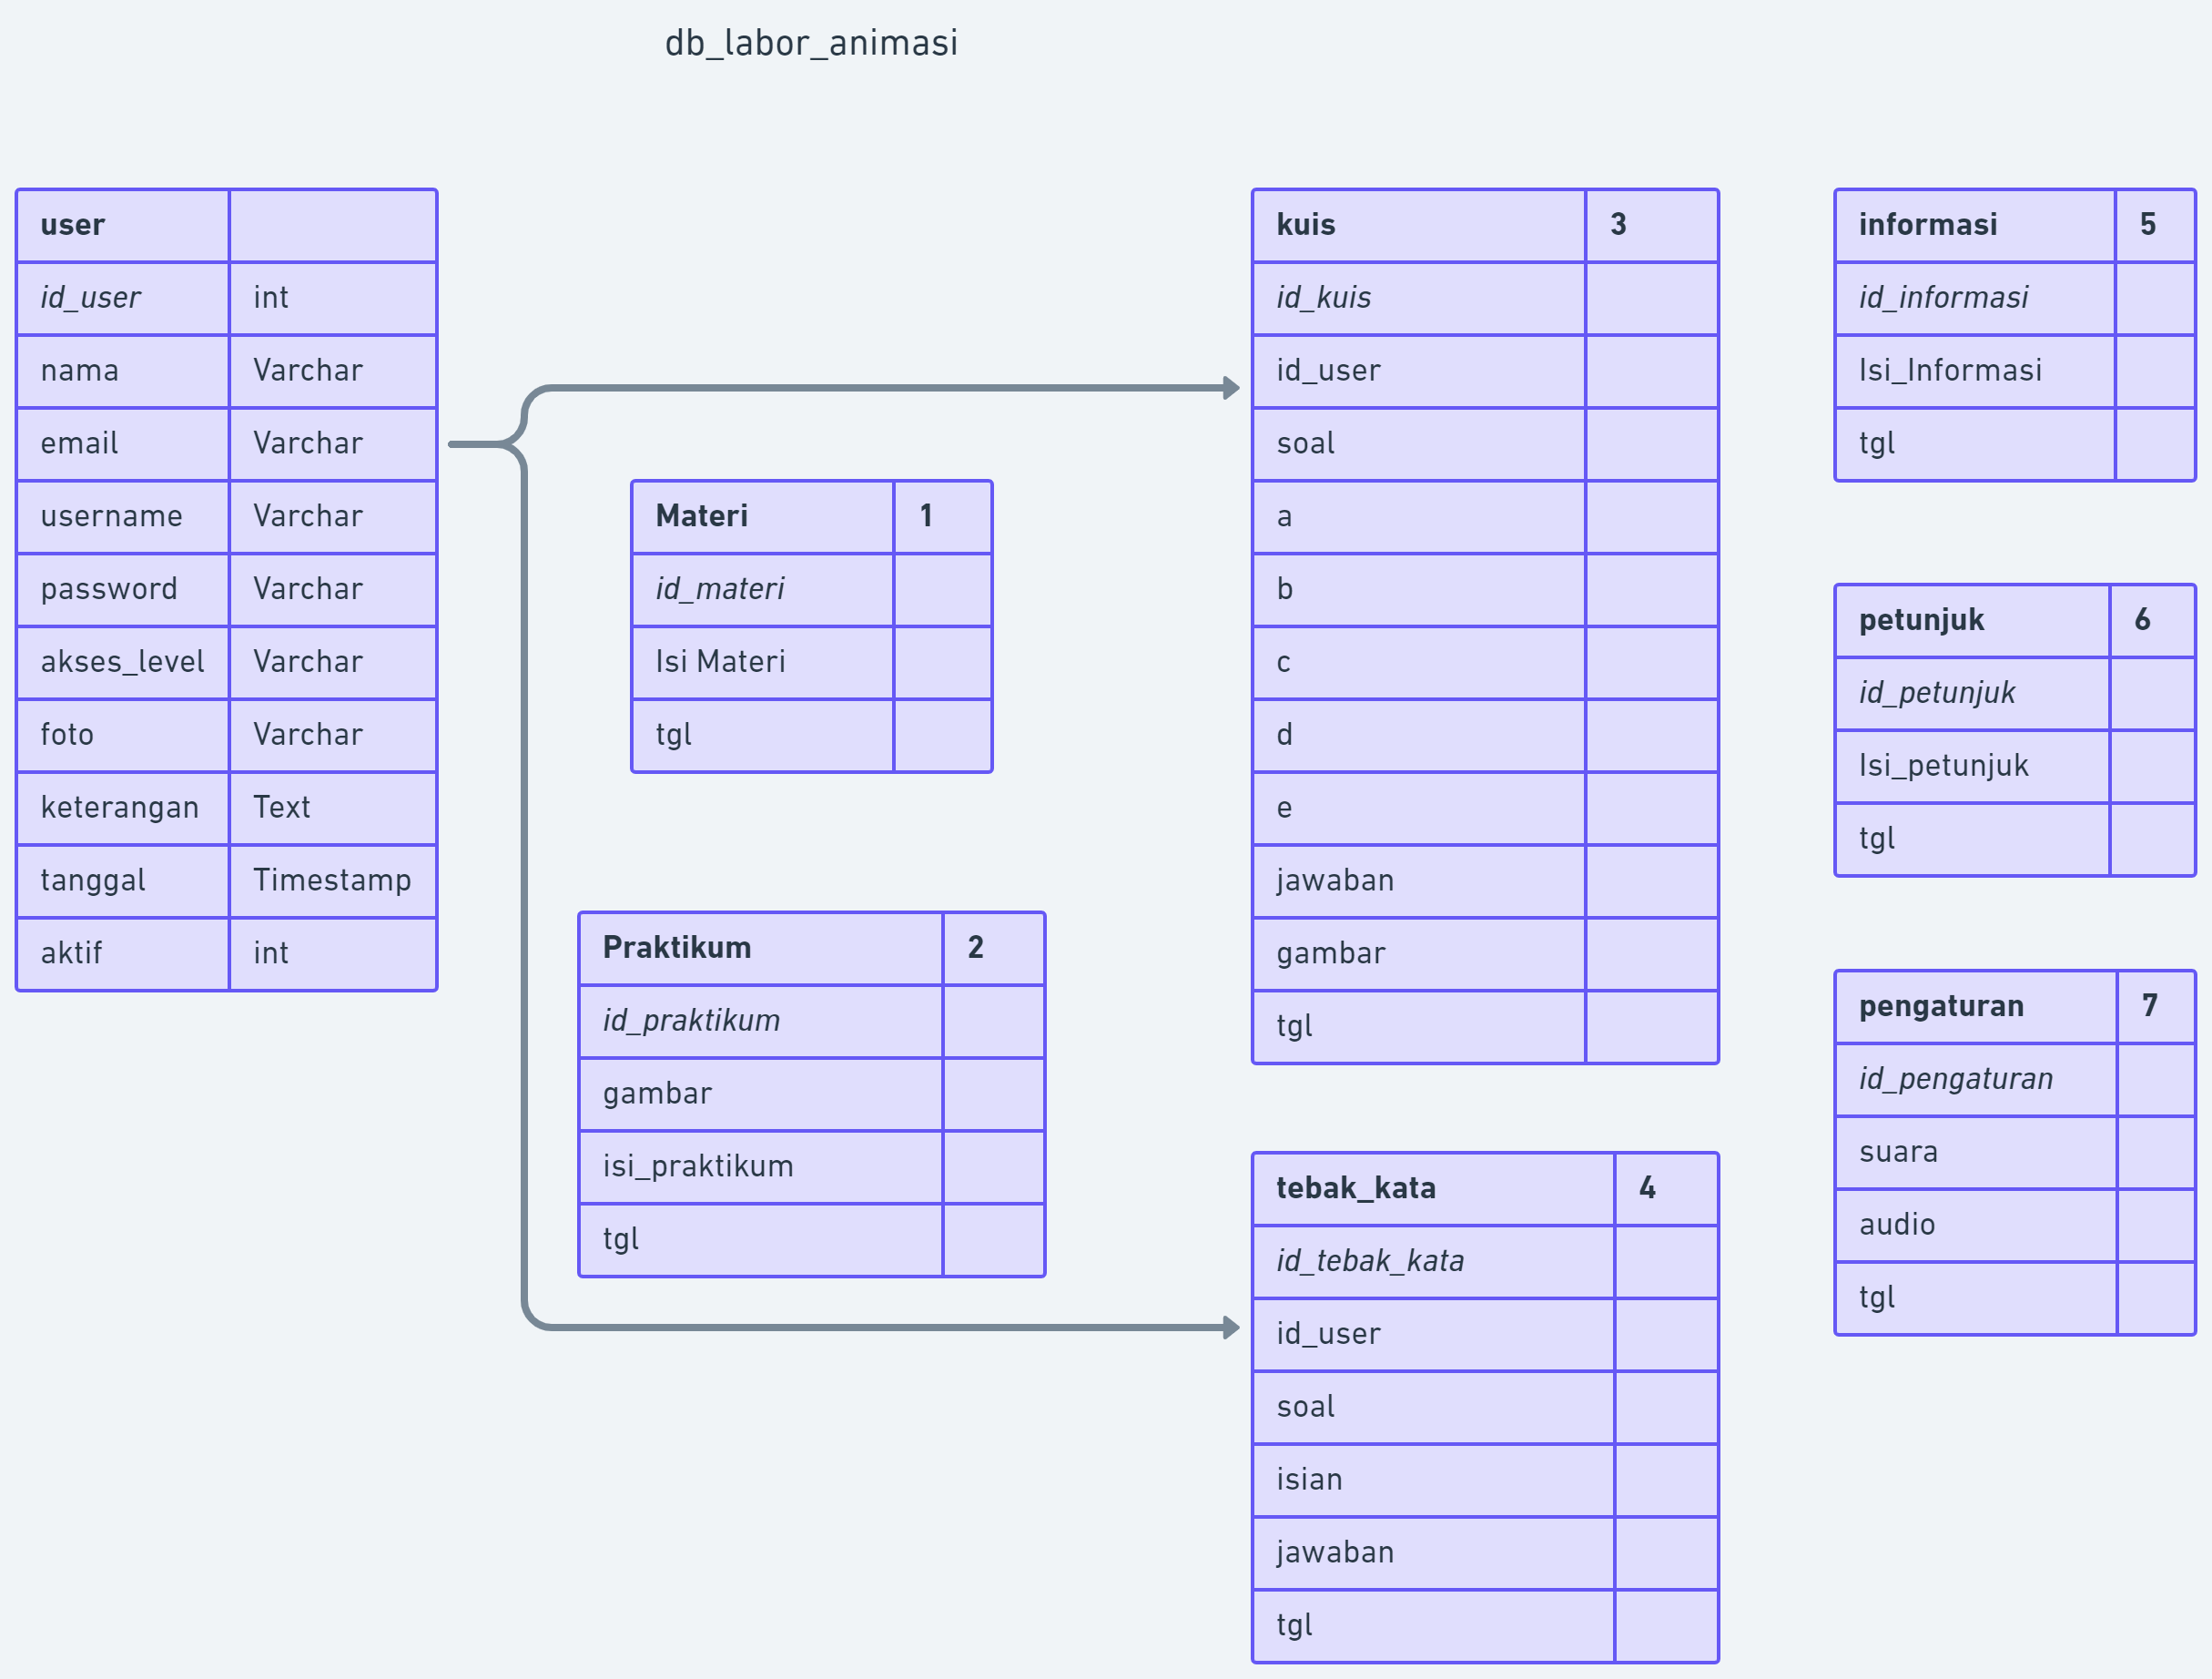 db_labor_animasi
user
id_user int
nama Varchar
email Varchar
username Varchar
password Varchar
akses_level Varchar
foto Varchar
keterangan Text
tanggal Timestamp
aktif int
Materi 1
id_materi
Isi Materi
tgl
Praktikum 2
id_praktikum
gambar
isi_praktikum
tgl
kuis 3
id_kuis
id_user
soal
a
b
c
d
e
jawaban
gambar
tgl
tebak_kata 4
id_tebak_kata
id_user
soal
isian
jawaban
tgl
informasi 5
id_informasi
Isi_Informasi
tgl
petunjuk 6
id_petunjuk
Isi_petunjuk
tgl
pengaturan 7
id_pengaturan
suara
audio
tgl